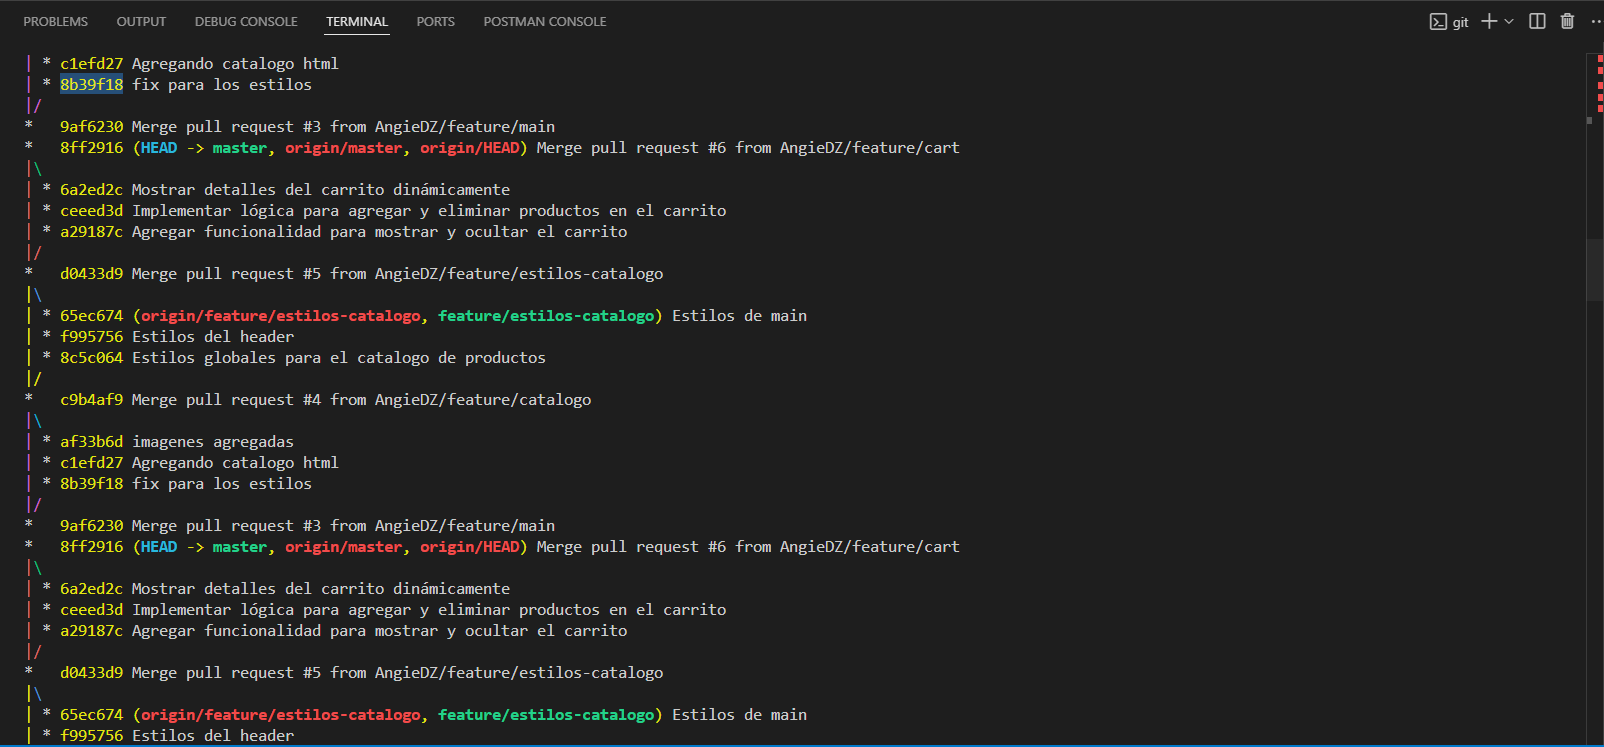 PROBLEMS OUTPUT DEBUG CONSOLE TERMINAL PORTS POSTMAN CONSOLE git
| * c1efd27 Agregando catalogo html
| * 8b39f18 fix para los estilos
|/
* 9af6230 Merge pull request #3 from AngieDZ/feature/main
* 8ff2916 (HEAD -> master, origin/master, origin/HEAD) Merge pull request #6 from AngieDZ/feature/cart
|\
| * 6a2ed2c Mostrar detalles del carrito dinámicamente
| * ceeed3d Implementar lógica para agregar y eliminar productos en el carrito
| * a29187c Agregar funcionalidad para mostrar y ocultar el carrito
|/
* d0433d9 Merge pull request #5 from AngieDZ/feature/estilos-catalogo
|\
| * 65ec674 (origin/feature/estilos-catalogo, feature/estilos-catalogo) Estilos de main
| * f995756 Estilos del header
| * 8c5c064 Estilos globales para el catalogo de productos
|/
* c9b4af9 Merge pull request #4 from AngieDZ/feature/catalogo
|\
| * af33b6d imagenes agregadas
| * c1efd27 Agregando catalogo html
| * 8b39f18 fix para los estilos
|/
* 9af6230 Merge pull request #3 from AngieDZ/feature/main
* 8ff2916 (HEAD -> master, origin/master, origin/HEAD) Merge pull request #6 from AngieDZ/feature/cart
|\
| * 6a2ed2c Mostrar detalles del carrito dinámicamente
| * ceeed3d Implementar lógica para agregar y eliminar productos en el carrito
| * a29187c Agregar funcionalidad para mostrar y ocultar el carrito
|/
* d0433d9 Merge pull request #5 from AngieDZ/feature/estilos-catalogo
|\
| * 65ec674 (origin/feature/estilos-catalogo, feature/estilos-catalogo) Estilos de main
| * f995756 Estilos del header